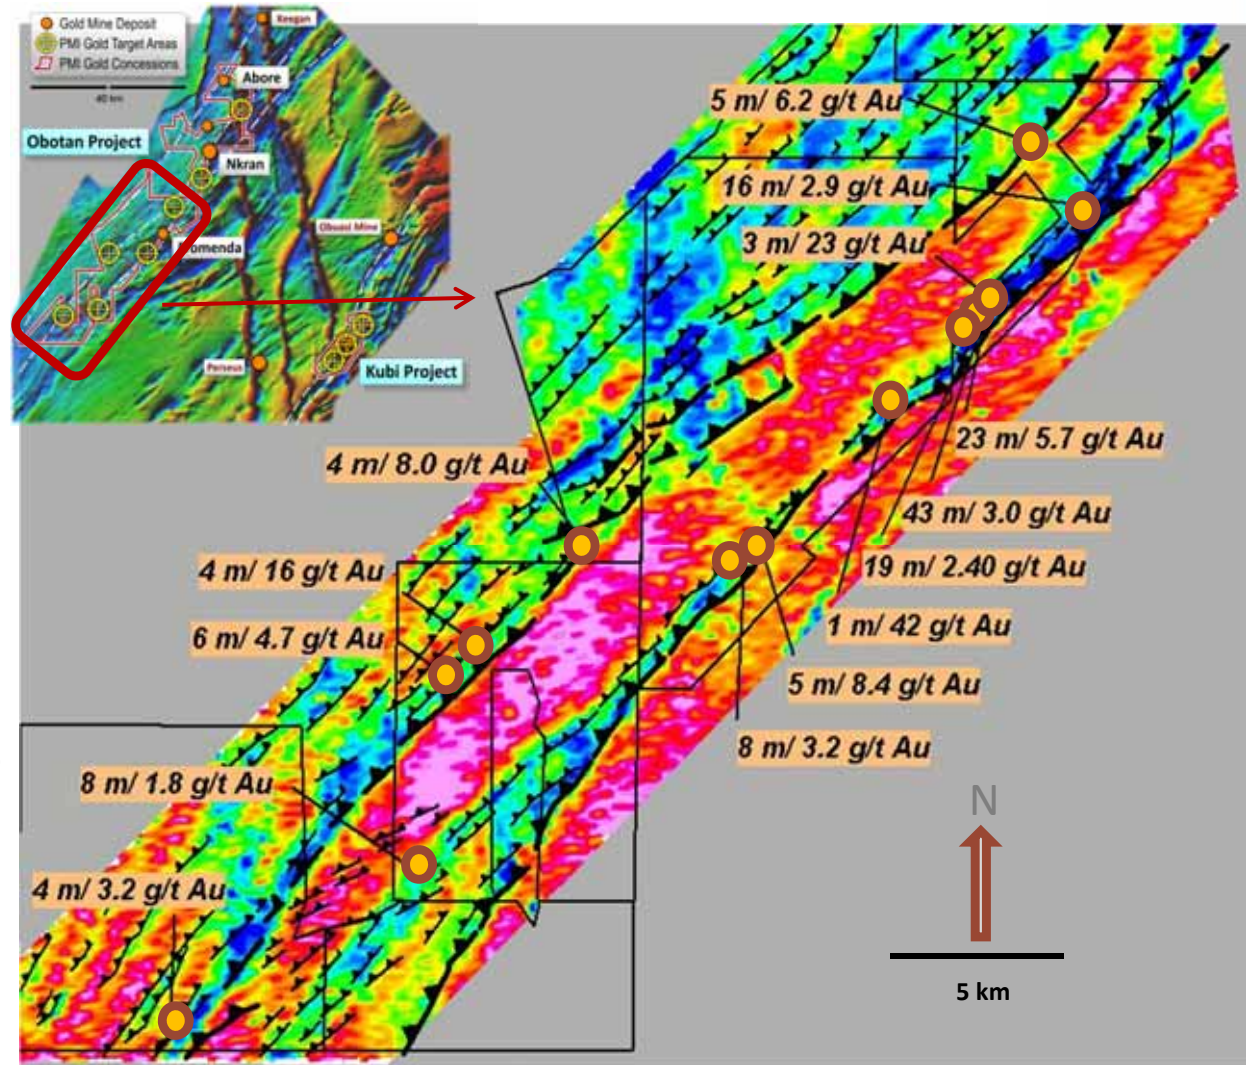 Gold Mine Deposit
PMI Gold Target Areas
PMI Gold Concessions
40 km
Keegan
Abore
Obotan Project
Nkran
Obuasi Mine
Perseus
Kubi Project
5 m/ 6.2 g/t Au
16 m/ 2.9 g/t Au
3 m/ 23 g/t Au
23 m/ 5.7 g/t Au
4 m/ 8.0 g/t Au
43 m/ 3.0 g/t Au
19 m/ 2.40 g/t Au
4 m/ 16 g/t Au
1 m/ 42 g/t Au
6 m/ 4.7 g/t Au
5 m/ 8.4 g/t Au
8 m/ 3.2 g/t Au
8 m/ 1.8 g/t Au
4 m/ 3.2 g/t Au
N
5 km